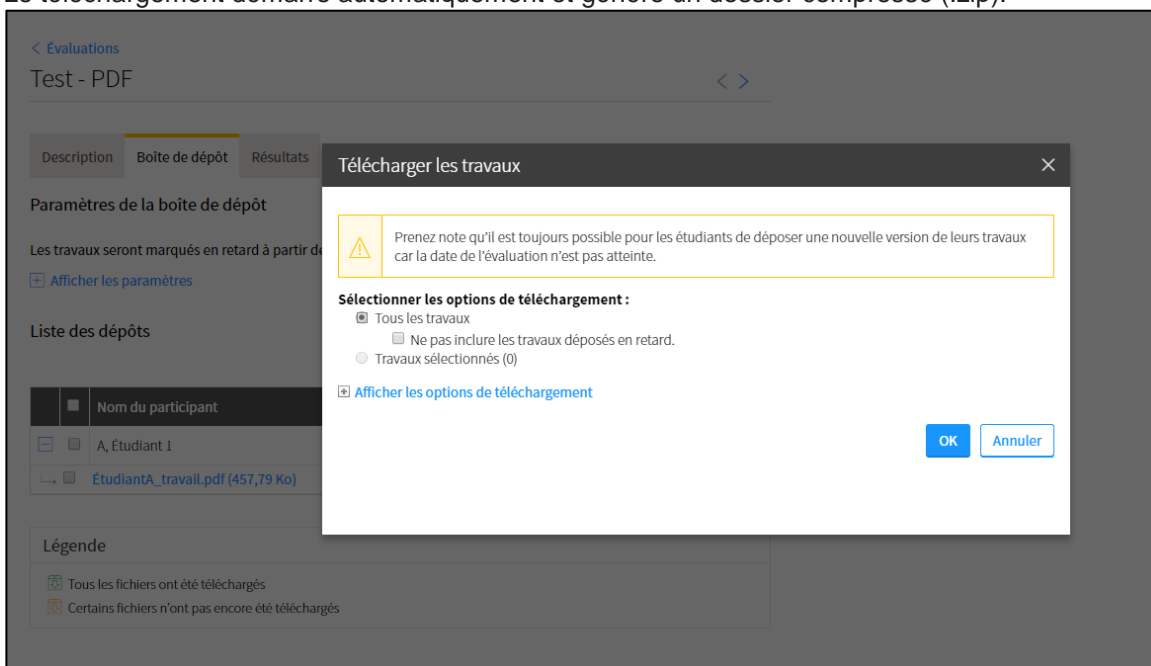 Le téléchargement démarre automatiquement et génère un dossier compressé (.zip).
< Évaluations
Test - PDF
< >
Description Boîte de dépôt Résultats
Paramètres de la boîte de dépôt
Les travaux seront marqués en retard à partir de
Afficher les paramètres
Liste des dépôts
Nom du participant
A, Étudiant 1
ÉtudiantA_travail.pdf (457,79 Ko)
Légende
Tous les fichiers ont été téléchargés
Certains fichiers n'ont pas encore été téléchargés
Télécharger les travaux
Prenez note qu'il est toujours possible pour les étudiants de déposer une nouvelle version de leurs travaux
car la date de l'évaluation n'est pas atteinte.
Sélectionner les options de téléchargement :
Tous les travaux
Ne pas inclure les travaux déposés en retard.
Travaux sélectionnés (0)
Afficher les options de téléchargement
OK Annuler